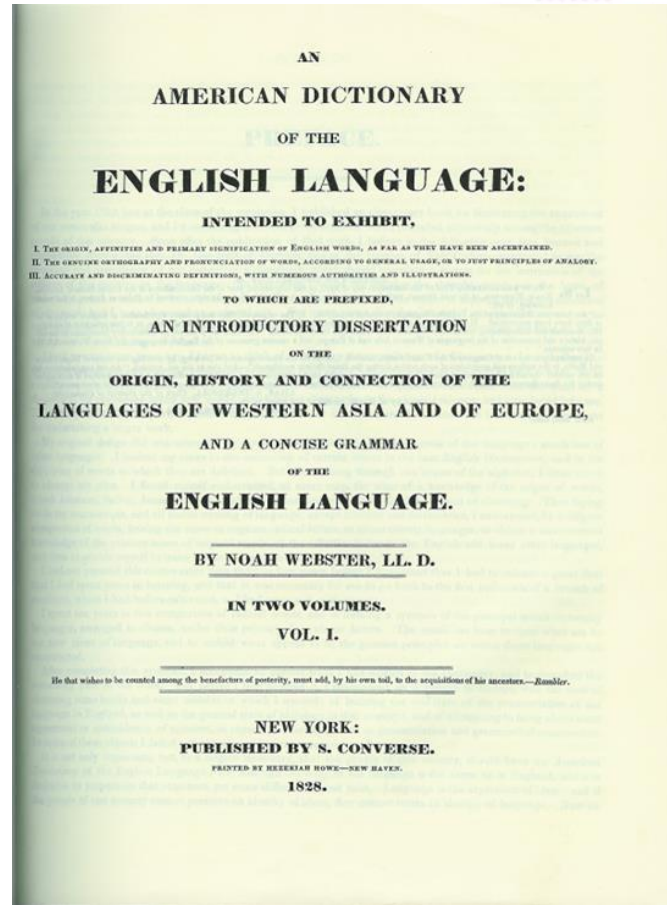 AN
AMERICAN DICTIONARY
OF THE
ENGLISH LANGUAGE:
INTENDED TO EXHIBIT,
I. THE ORIGIN, AFFINITIES AND PRIMARY SIGNIFICATION OF ENGLISH WORDS, AS FAR AS THEY HAVE BEEN ASCERTAINED.
II. THE GENUINE ORTHOGRAPHY AND PRONUNCIATION OF WORDS, ACCORDING TO GENERAL USAGE, OR TO JUST PRINCIPLES OF ANALOGY.
III. ACCURATE AND DISCRIMINATING DEFINITIONS, WITH NUMEROUS AUTHORITIES AND ILLUSTRATIONS.
TO WHICH ARE PREFIXED,
AN INTRODUCTORY DISSERTATION
ON THE
ORIGIN, HISTORY AND CONNECTION OF THE
LANGUAGES OF WESTERN ASIA AND OF EUROPE,
AND A CONCISE GRAMMAR
OF THE
ENGLISH LANGUAGE.
BY NOAH WEBSTER, LL. D.
IN TWO VOLUMES.
VOL. I.
He that wishes to be counted among the benefactors of posterity, must add, by his own toil, to the acquisitions of his ancestors.—Rambler.
NEW YORK:
PUBLISHED BY S. CONVERSE.
PRINTED BY HEZEKIAH HOWE—NEW HAVEN.
1828.